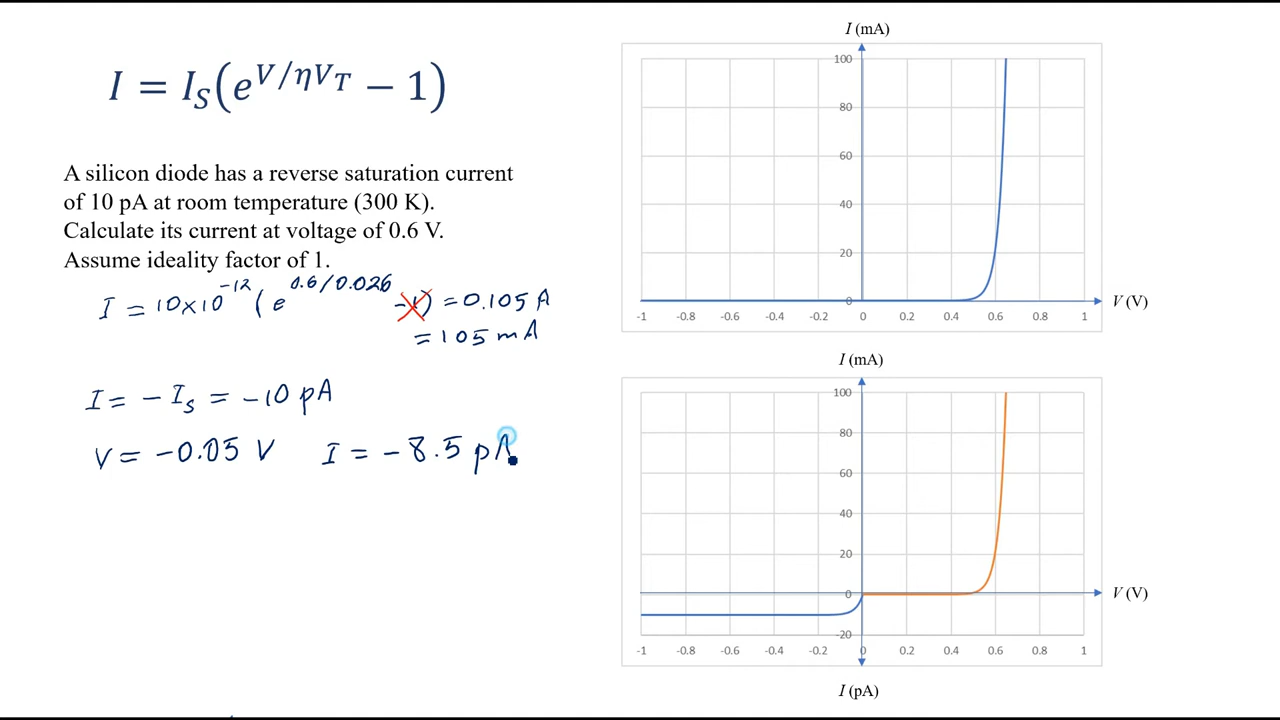 I = I_S(e^{V/ηV_T} − 1)
A silicon diode has a reverse saturation current
of 10 pA at room temperature (300 K).
Calculate its current at voltage of 0.6 V.
Assume ideality factor of 1.
I = 10×10^{-12} (e^{0.6/0.026} −1) = 0.105 A
= 105 mA
I = − I_S = −10 pA
V = −0.05 V I = −8.5 pA
I (mA)
100
80
60
40
20
0
-1 -0.8 -0.6 -0.4 -0.2 0 0.2 0.4 0.6 0.8 1
V (V)
I (mA)
100
80
60
40
20
0
-20
-1 -0.8 -0.6 -0.4 -0.2 0 0.2 0.4 0.6 0.8 1
V (V)
I (pA)